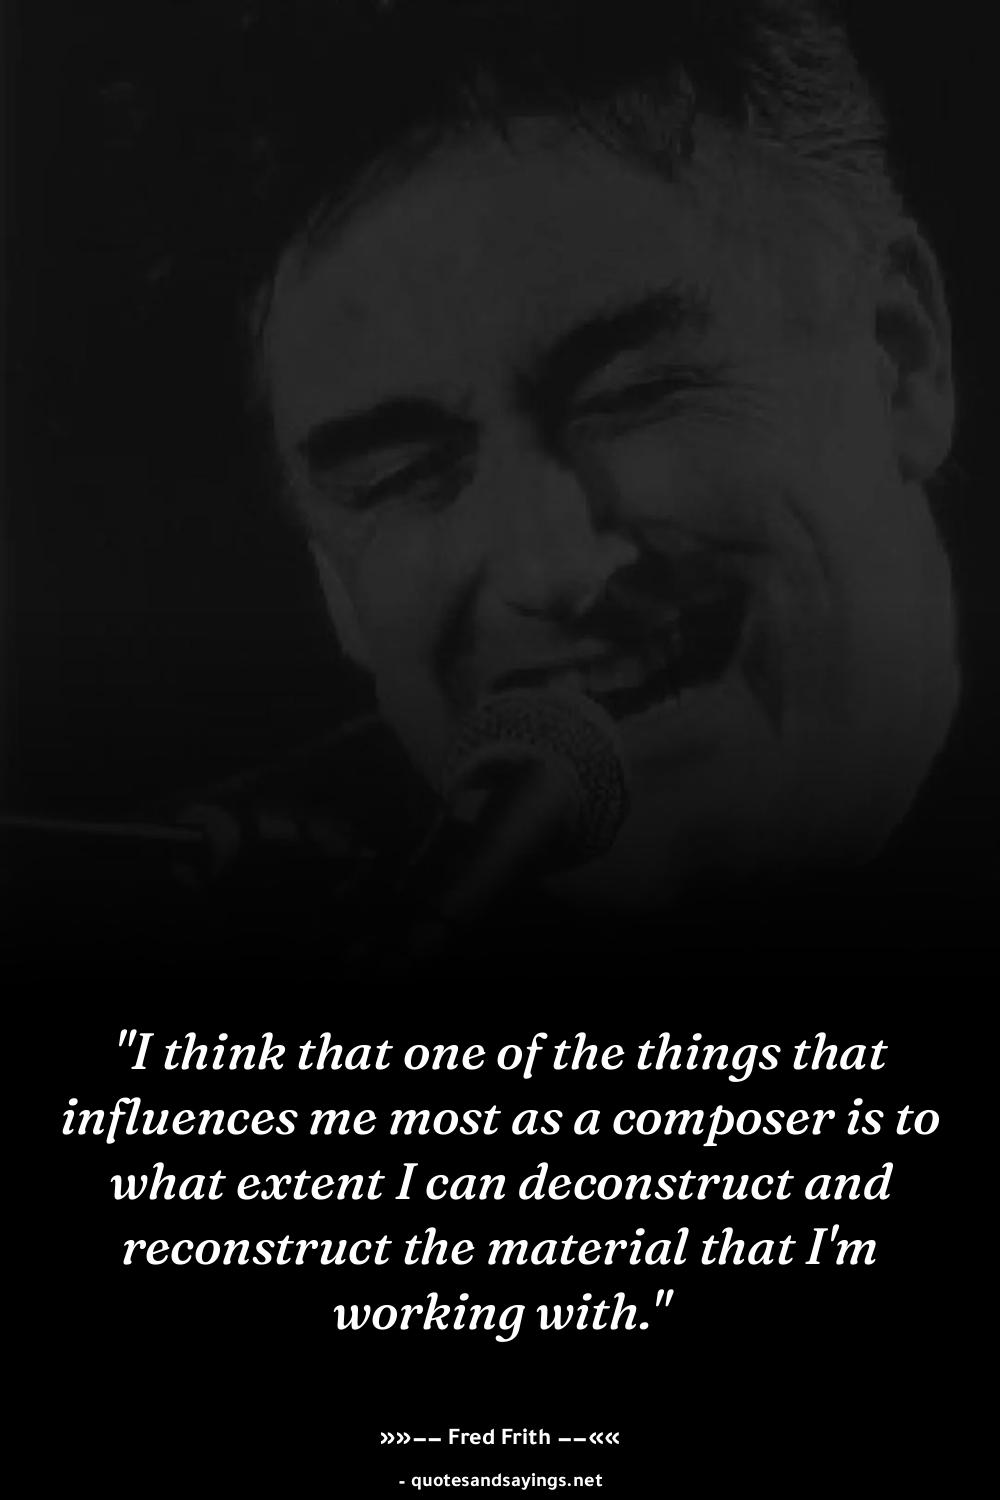 "I think that one of the things that
influences me most as a composer is to
what extent I can deconstruct and
reconstruct the material that I'm
working with."
»»–– Fred Frith ––««
- quotesandsayings.net